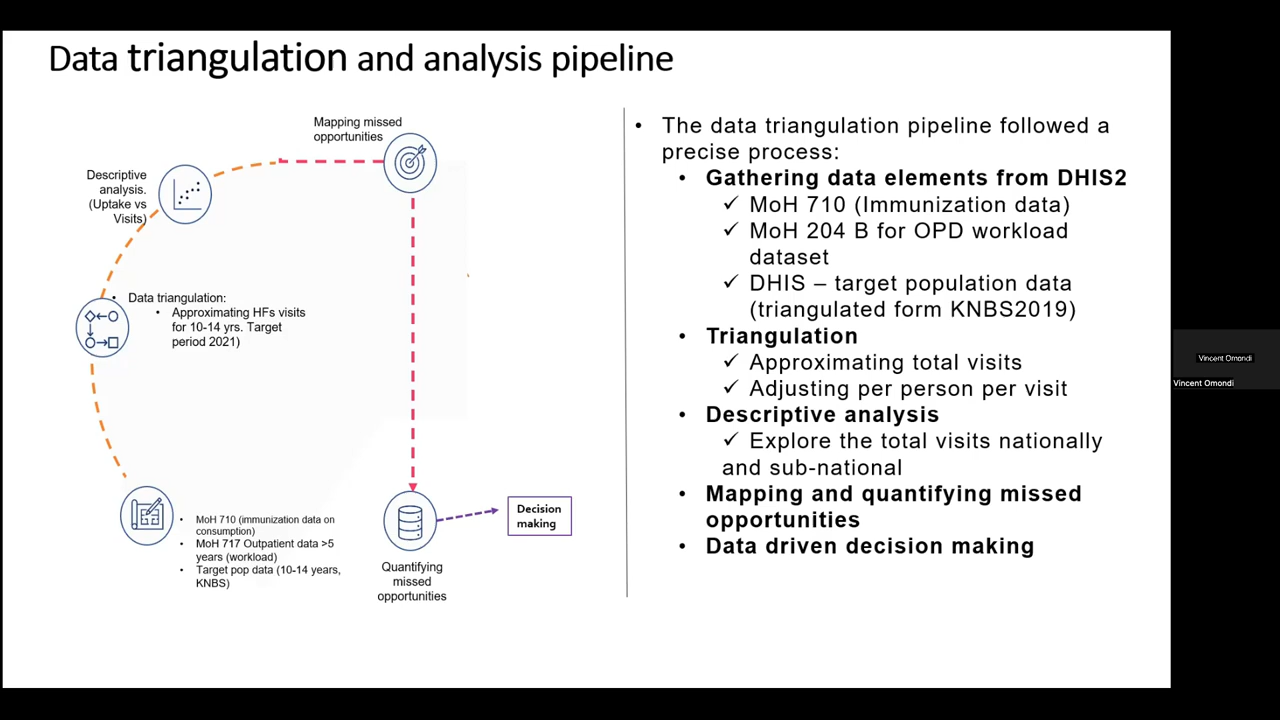 Data triangulation and analysis pipeline
Mapping missed
opportunities
Descriptive
analysis.
(Uptake vs
Visits)
• Data triangulation:
• Approximating HFs visits
for 10-14 yrs. Target
period 2021)
• MoH 710 (immunization data on
consumption)
• MoH 717 Outpatient data >5
years (workload)
• Target pop data (10-14 years,
KNBS)
Quantifying
missed
opportunities
Decision
making
• The data triangulation pipeline followed a
precise process:
• Gathering data elements from DHIS2
✓ MoH 710 (Immunization data)
✓ MoH 204 B for OPD workload
dataset
✓ DHIS – target population data
(triangulated form KNBS2019)
• Triangulation
✓ Approximating total visits
✓ Adjusting per person per visit
• Descriptive analysis
✓ Explore the total visits nationally
and sub-national
• Mapping and quantifying missed
opportunities
• Data driven decision making
Vincent Omondi
Vincent Omondi